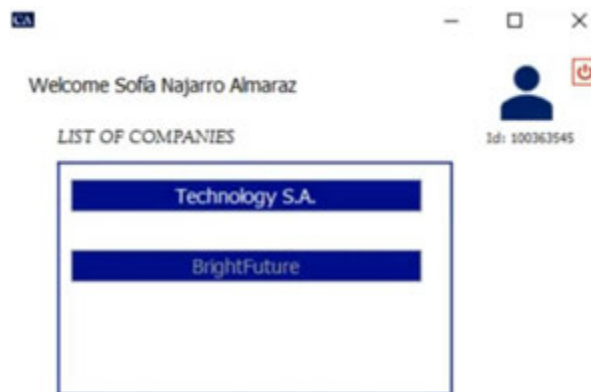 CA
Welcome Sofía Najarro Almaraz
LIST OF COMPANIES
Id: 100363545
Technology S.A.
BrightFuture